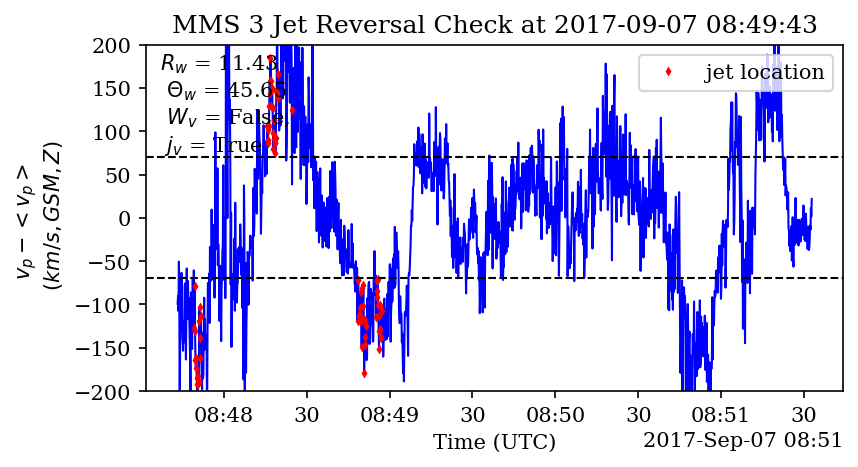 MMS 3 Jet Reversal Check at 2017-09-07 08:49:43
R_w = 11.43,
Θ_w = 45.65,
W_v = False,
j_v = True
jet location
v_p − < v_p >
(km/s, GSM, Z)
200
150
100
50
0
−50
−100
−150
−200
08:48 30 08:49 30 08:50 30 08:51 30
Time (UTC)
2017-Sep-07 08:51